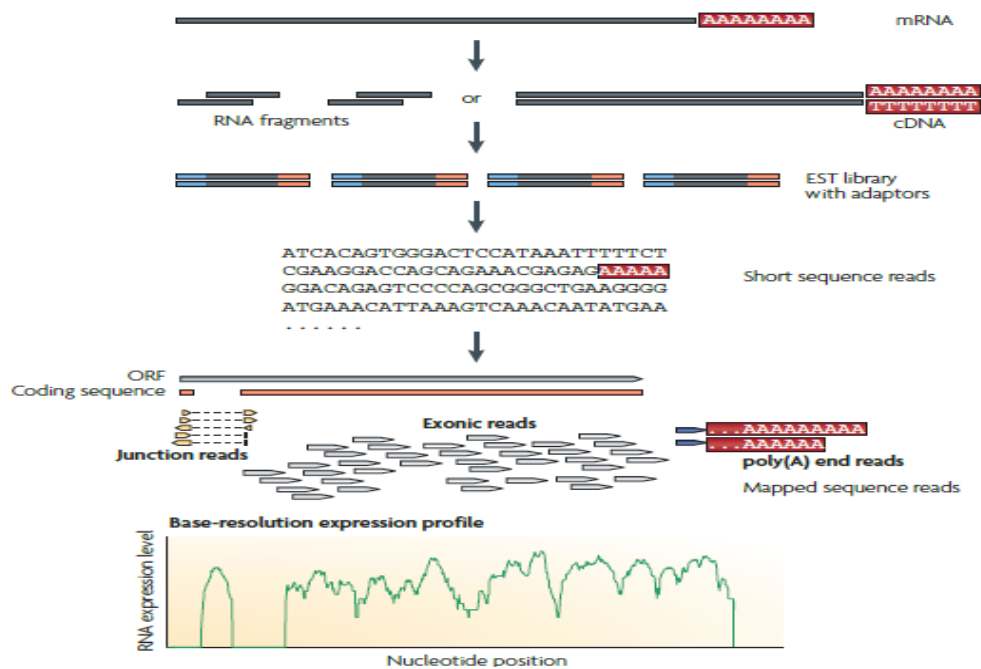 AAAAAAAA mRNA
or
AAAAAAAA
TTTTTTTT
RNA fragments
cDNA
EST library
with adaptors
ATCACAGTGGGACTCCATAAATTTTTCT
CGAAGGACCAGCAGAAACGAGAGAAAAA
GGACAGAGTCCCCAGCGGGCTGAAGGGG
ATGAAACATTAAAGTCAAACAATATGAA
. . . . . .
Short sequence reads
ORF
Coding sequence
Junction reads
Exonic reads
...AAAAAAAAA
...AAAAAA
poly(A) end reads
Mapped sequence reads
Base-resolution expression profile
RNA expression level
Nucleotide position